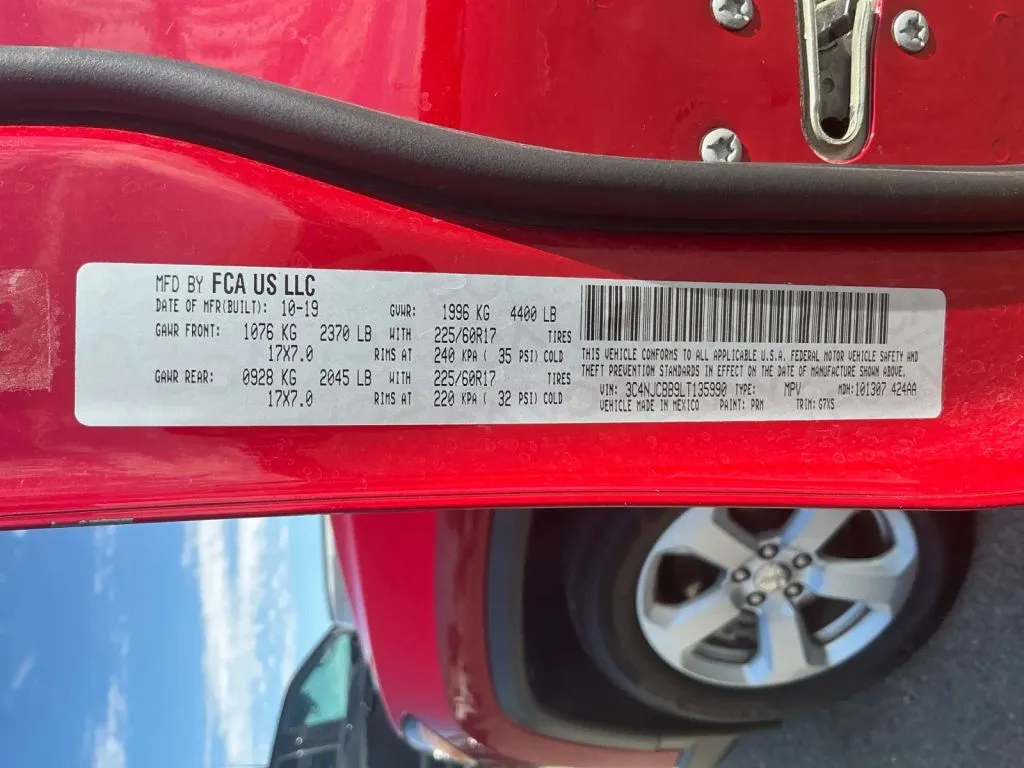 MFD BY FCA US LLC
DATE OF MFR(BUILT): 10-19 GVWR: 1996 KG 4400 LB
GAWR FRONT: 1076 KG 2370 LB WITH 225/60R17 TIRES
17X7.0 RIMS AT 240 KPA ( 35 PSI) COLD
GAWR REAR: 0928 KG 2045 LB WITH 225/60R17 TIRES
17X7.0 RIMS AT 220 KPA ( 32 PSI) COLD
THIS VEHICLE CONFORMS TO ALL APPLICABLE U.S.A. FEDERAL MOTOR VEHICLE SAFETY AND
THEFT PREVENTION STANDARDS IN EFFECT ON THE DATE OF MANUFACTURE SHOWN ABOVE.
VIN: 3C4NJCBB9LT135990 TYPE: MPV MDH:101307 424AA
VEHICLE MADE IN MEXICO PAINT: PRM TRIM: G7XS